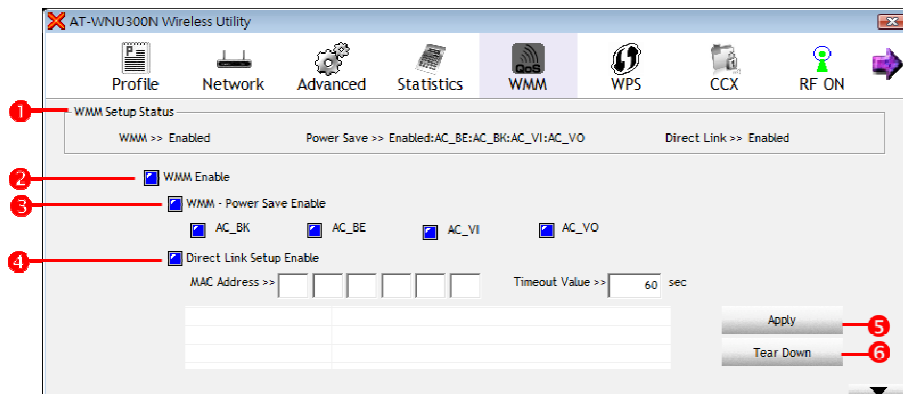 AT-WNU300N Wireless Utility
Profile Network Advanced Statistics QoS WMM WPS CCX RF ON
1 WMM Setup Status
WMM >> Enabled Power Save >> Enabled:AC_BE:AC_BK:AC_VI:AC_VO Direct Link >> Enabled
2 WMM Enable
3 WMM - Power Save Enable
AC_BK AC_BE AC_VI AC_VO
4 Direct Link Setup Enable
MAC Address >> Timeout Value >> 60 sec
Apply 5
Tear Down 6